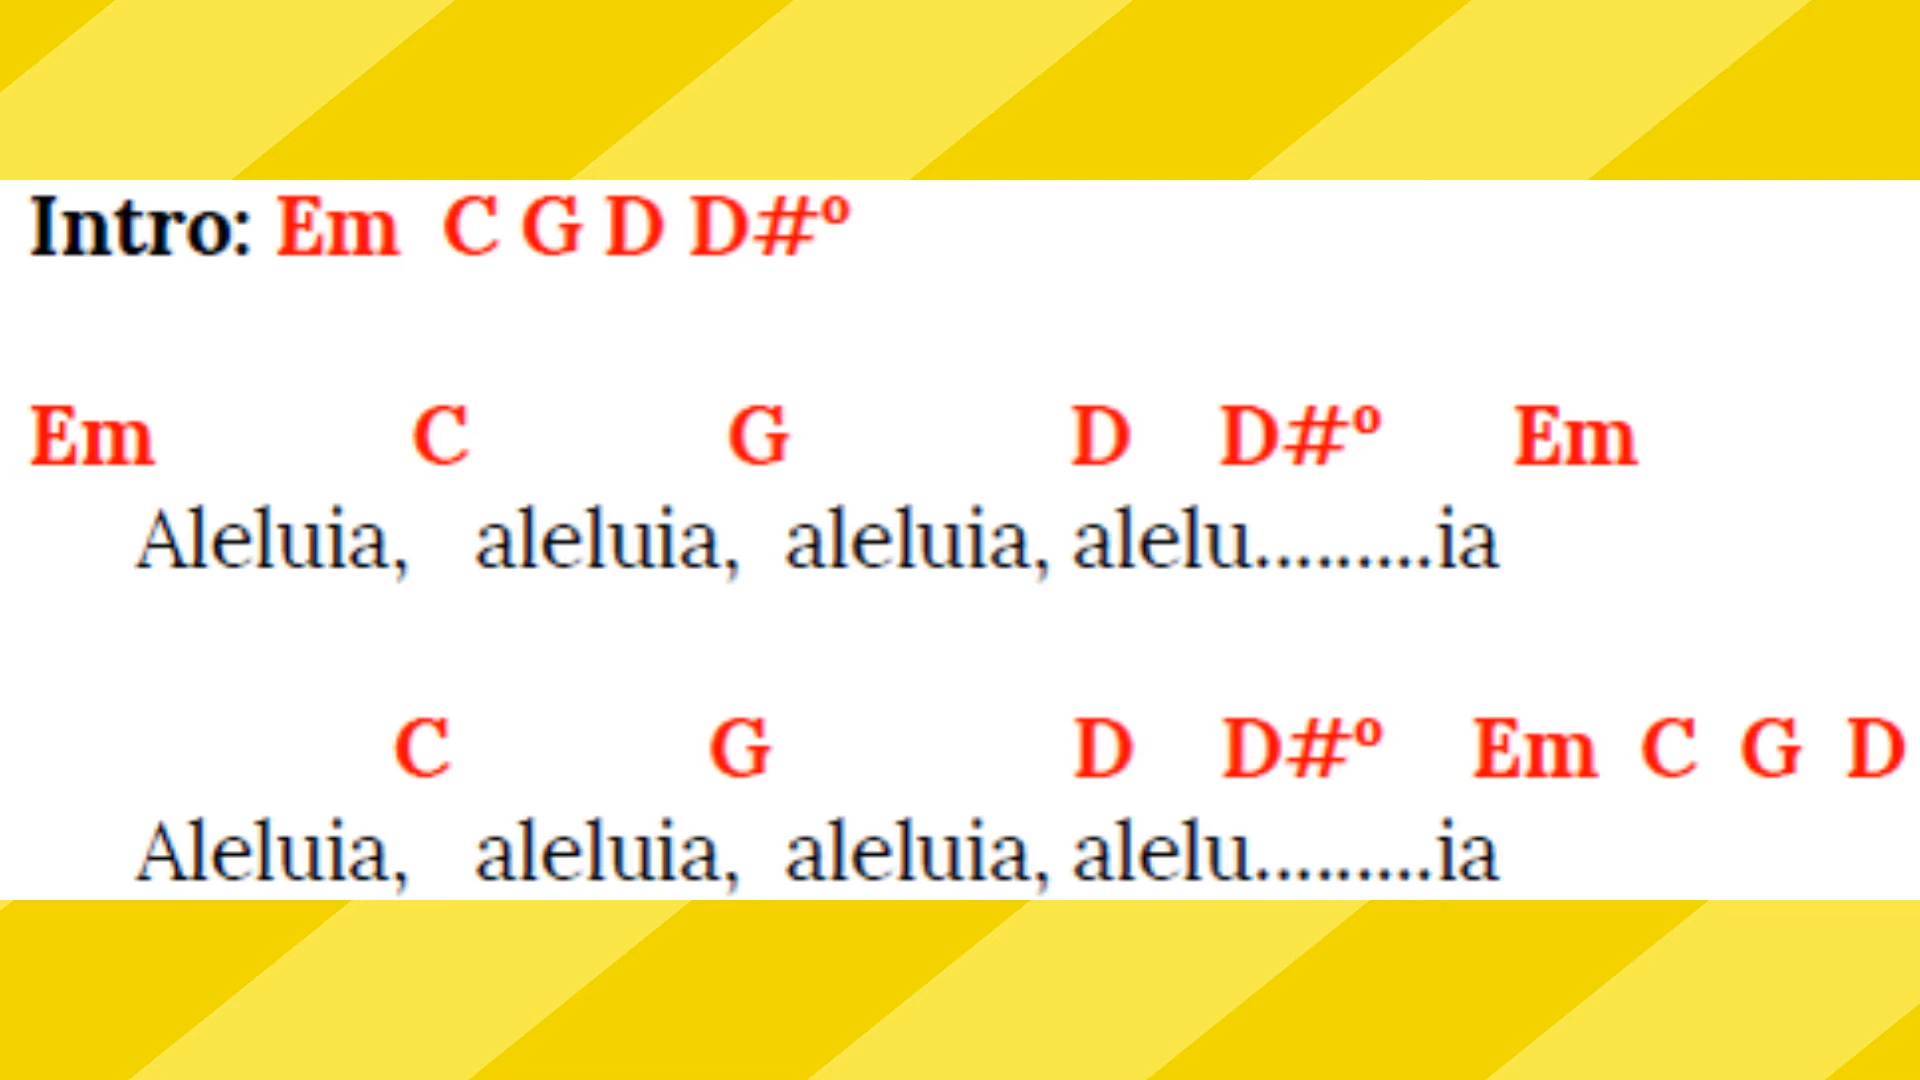 Intro: Em C G D D#º
Em C G D D#º Em
Aleluia, aleluia, aleluia, alelu.........ia
C G D D#º Em C G D
Aleluia, aleluia, aleluia, alelu.........ia